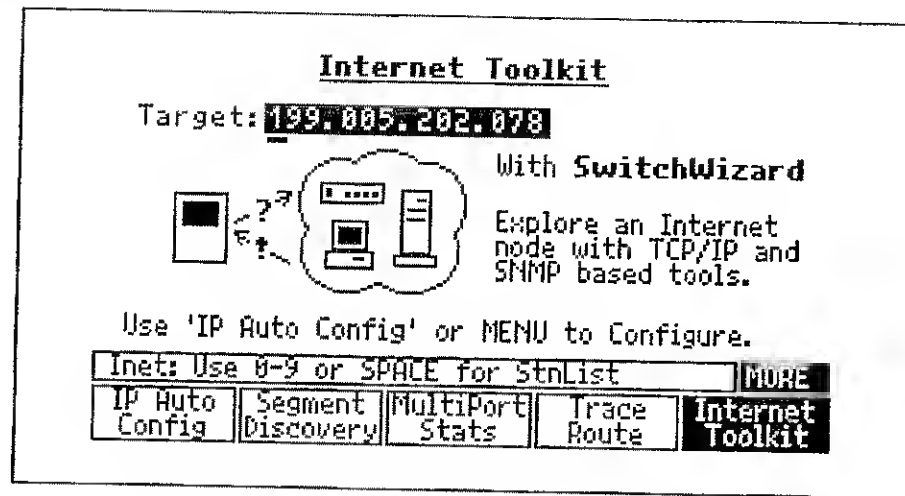 Internet Toolkit
Target: 199.005.202.078
With SwitchWizard
? ?
!
Explore an Internet
node with TCP/IP and
SNMP based tools.
Use 'IP Auto Config' or MENU to Configure.
Inet: Use 0-9 or SPACE for StnList MORE
IP Auto Config
Segment Discovery
MultiPort Stats
Trace Route
Internet Toolkit